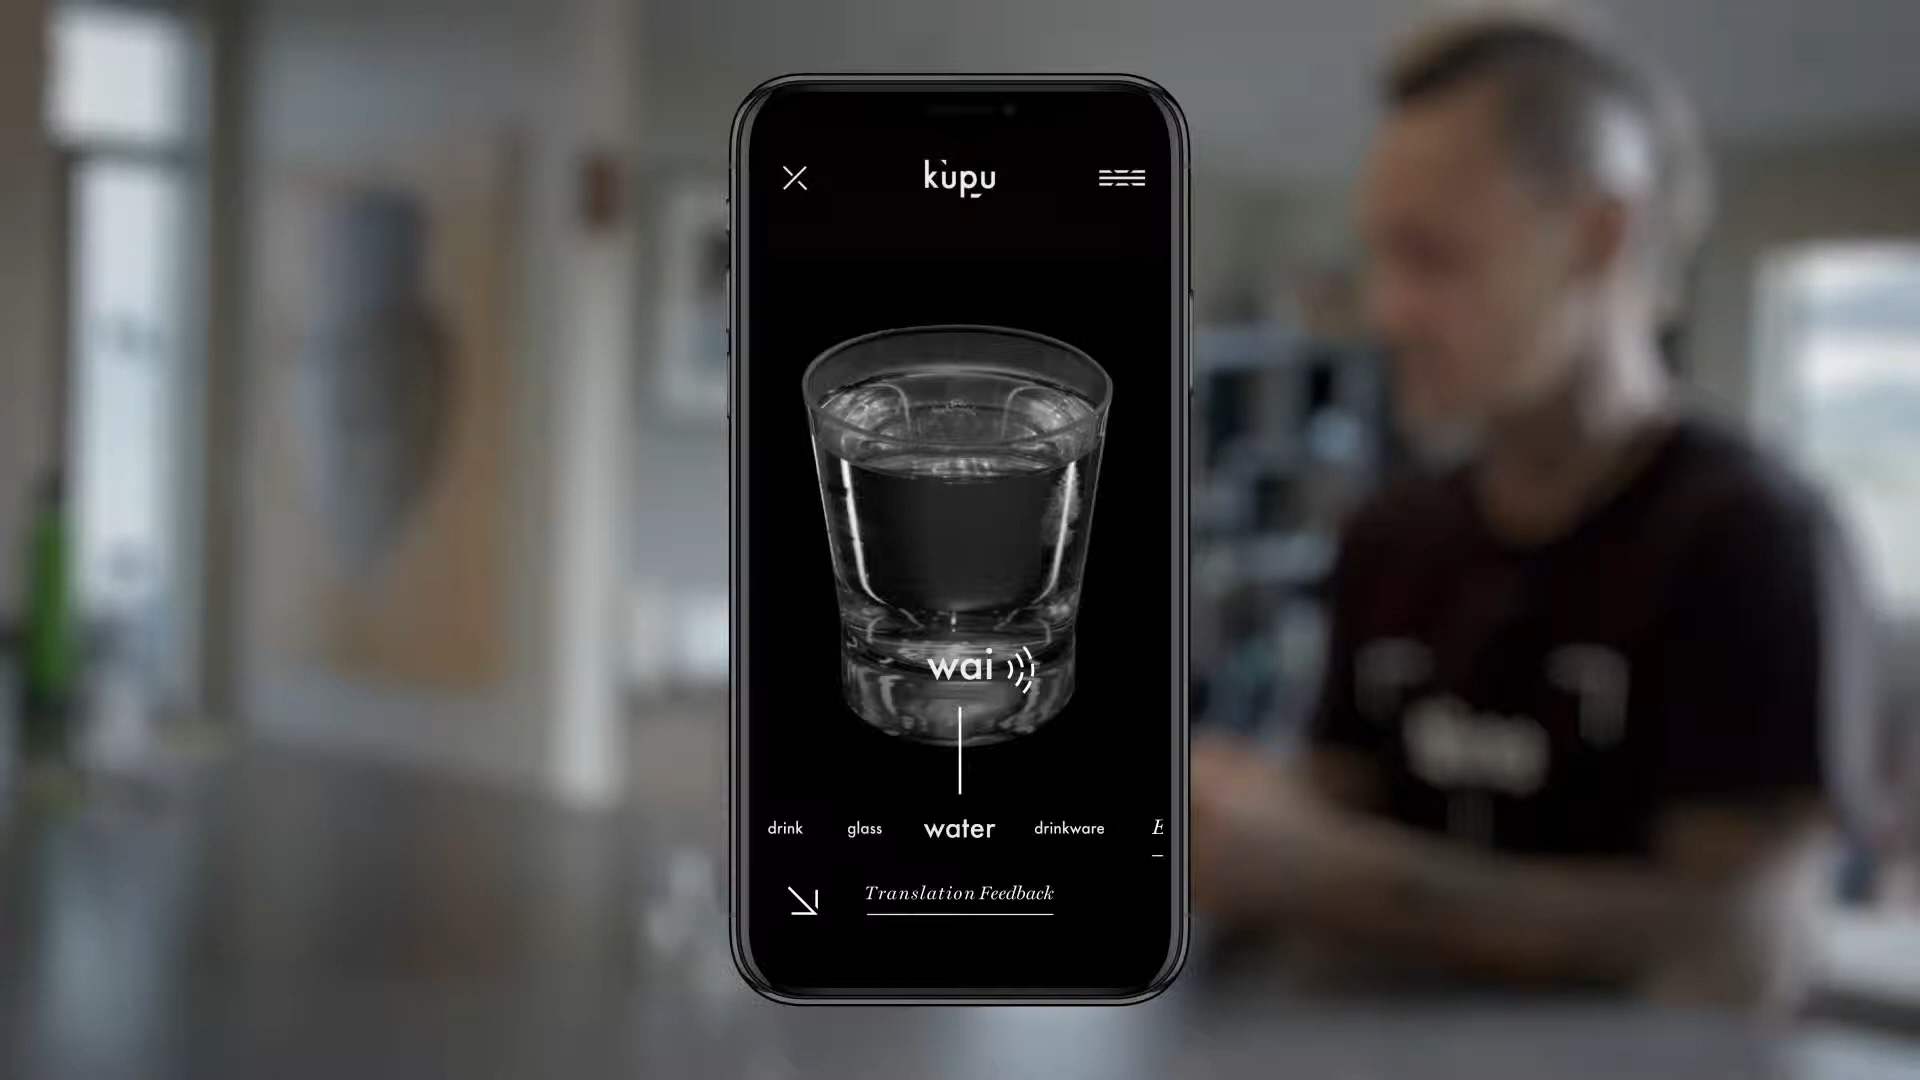 kupu
wai
drink glass water drinkware E
Translation Feedback